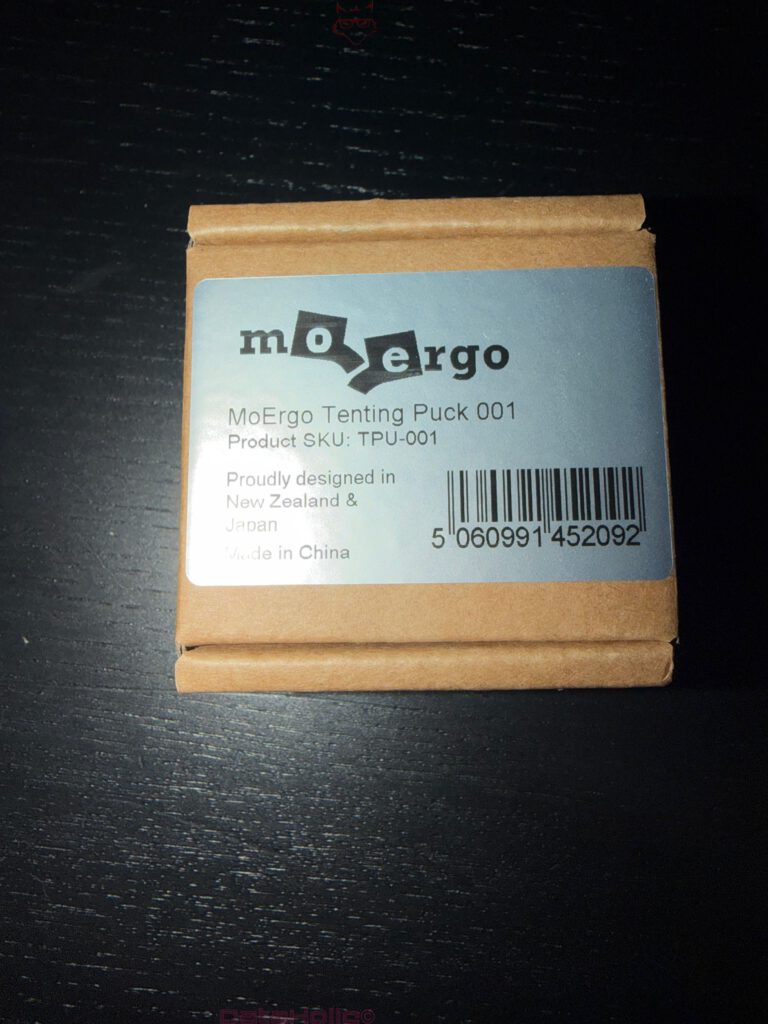 moergo
MoErgo Tenting Puck 001
Product SKU: TPU-001
Proudly designed in
New Zealand &
Japan
Made in China
5 060991 452092